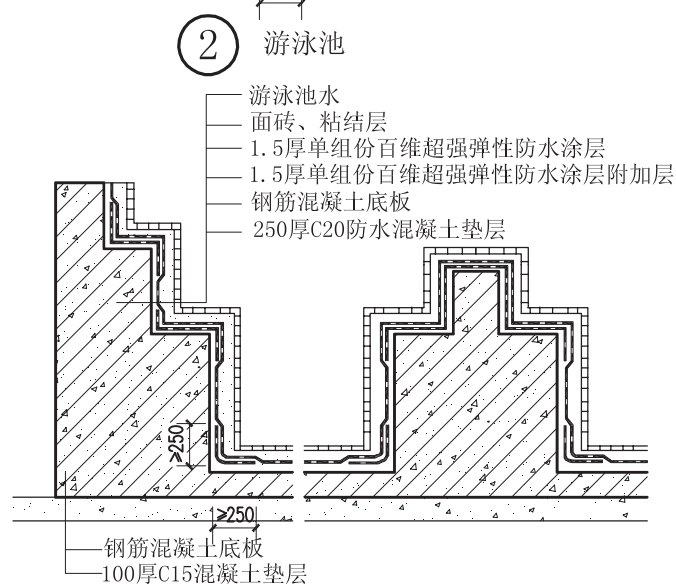 2 游泳池
游泳池水
面砖、粘结层
1.5厚单组份百维超强弹性防水涂层
1.5厚单组份百维超强弹性防水涂层附加层
钢筋混凝土底板
250厚C20防水混凝土垫层
≥250
≥250
钢筋混凝土底板
100厚C15混凝土垫层